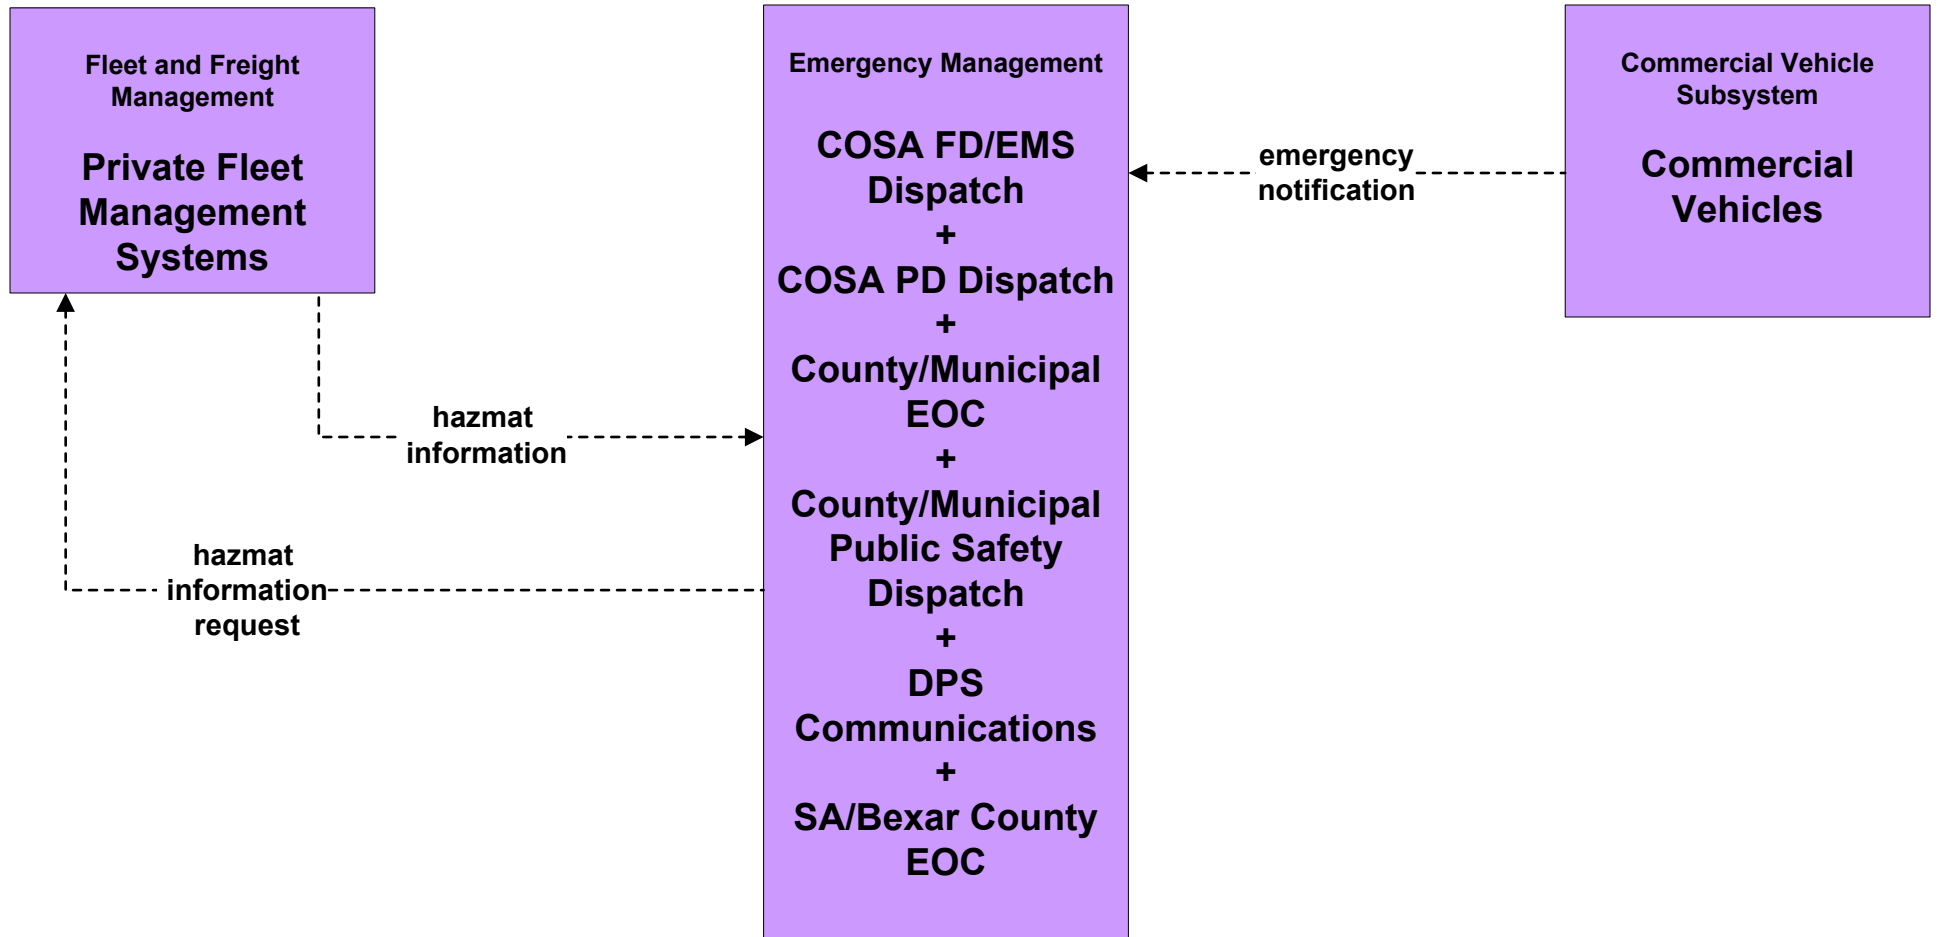 Fleet and Freight
Management
Private Fleet
Management
Systems
Emergency Management
COSA FD/EMS
Dispatch
+
COSA PD Dispatch
+
County/Municipal
EOC
+
County/Municipal
Public Safety
Dispatch
+
DPS
Communications
+
SA/Bexar County
EOC
Commercial Vehicle
Subsystem
Commercial
Vehicles
emergency
notification
hazmat
information
hazmat
information
request